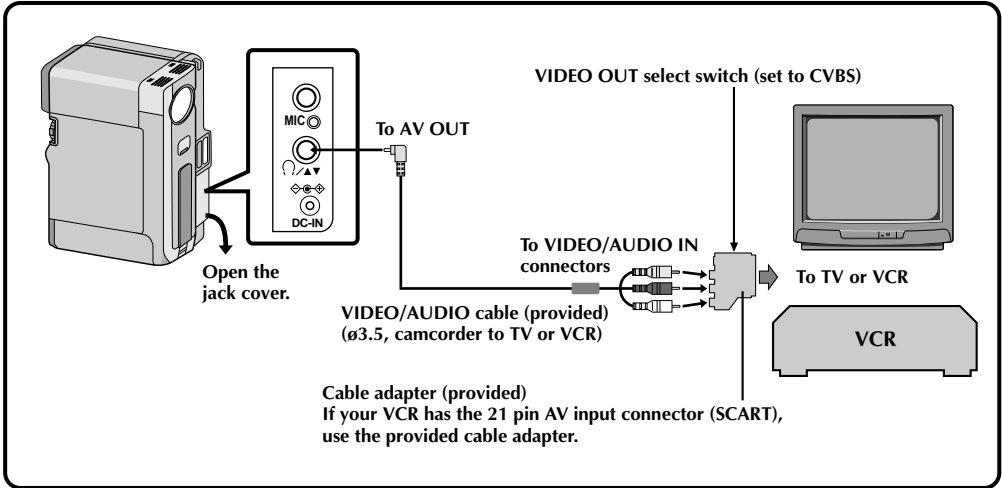 VIDEO OUT select switch (set to CVBS)
MIC
To AV OUT
DC-IN
Open the
jack cover.
To VIDEO/AUDIO IN
connectors
To TV or VCR
VIDEO/AUDIO cable (provided)
(ø3.5, camcorder to TV or VCR)
VCR
Cable adapter (provided)
If your VCR has the 21 pin AV input connector (SCART),
use the provided cable adapter.